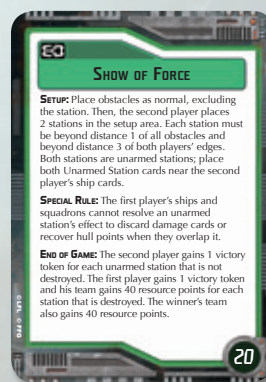 SHOW OF FORCE
SETUP: Place obstacles as normal, excluding
the station. Then, the second player places
2 stations in the setup area. Each station must
be beyond distance 1 of all obstacles and
beyond distance 3 of both players' edges.
Both stations are unarmed stations; place
both Unarmed Station cards near the second
player's ship cards.
SPECIAL RULE: The first player's ships and
squadrons cannot resolve an unarmed
station's effect to discard damage cards or
recover hull points when they overlap it.
END OF GAME: The second player gains 1 victory
token for each unarmed station that is not
destroyed. The first player gains 1 victory token
and his team gains 40 resource points for each
station that is destroyed. The winner's team
also gains 40 resource points.
© LFL © FFG
20